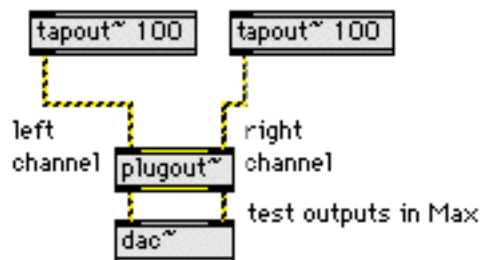 tapout~ 100
tapout~ 100
left
channel
right
channel
plugout~
test outputs in Max
dac~